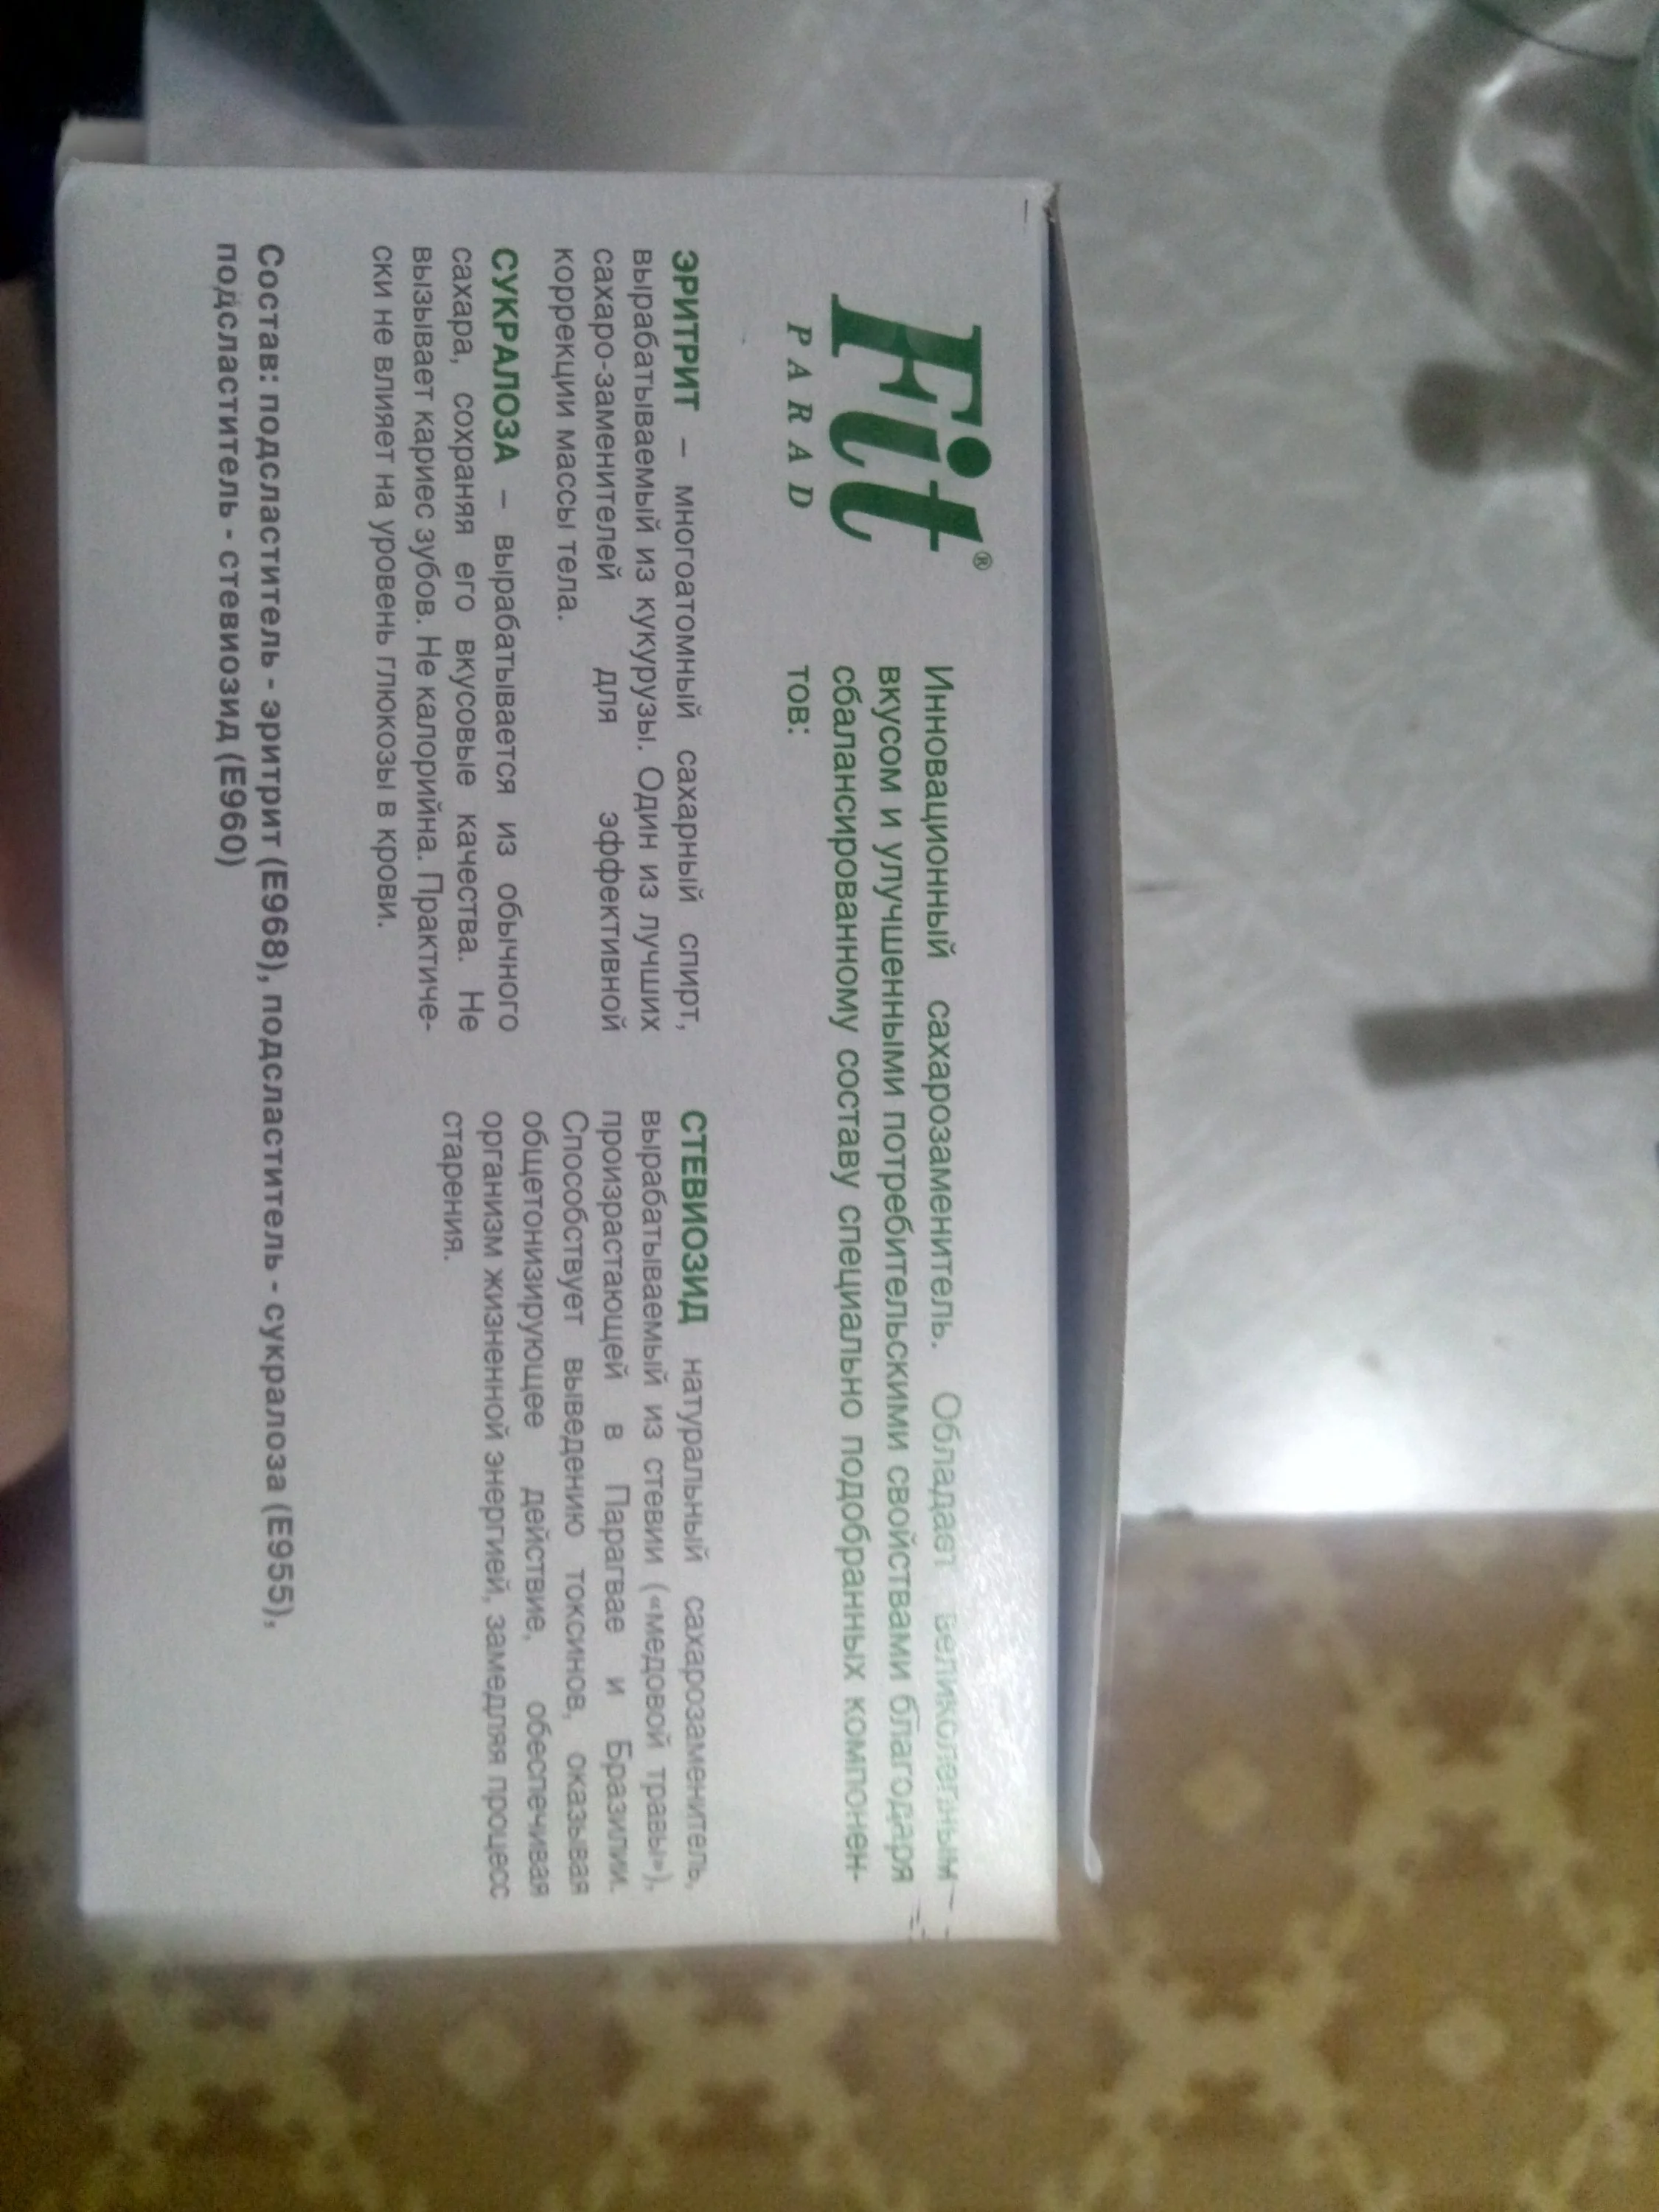 Fit®
PARAD
Инновационный сахарозаменитель. Обладает великолепным
вкусом и улучшенными потребительскими свойствами благодаря
сбалансированному составу специально подобранных компонен-
тов:
ЭРИТРИТ – многоатомный сахарный спирт,
вырабатываемый из кукурузы. Один из лучших
сахаро-заменителей для эффективной
коррекции массы тела.
СУКРАЛОЗА – вырабатывается из обычного
сахара, сохраняя его вкусовые качества. Не
вызывает кариес зубов. Не калорийна. Практиче-
ски не влияет на уровень глюкозы в крови.
СТЕВИОЗИД натуральный сахарозаменитель,
вырабатываемый из стевии («медовой травы»),
произрастающей в Парагвае и Бразилии.
Способствует выведению токсинов, оказывая
общетонизирующее действие, обеспечивая
организм жизненной энергией, замедляя процесс
старения.
Состав: подсластитель - эритрит (Е968), подсластитель - сукралоза (Е955),
подсластитель - стевиозид (Е960)